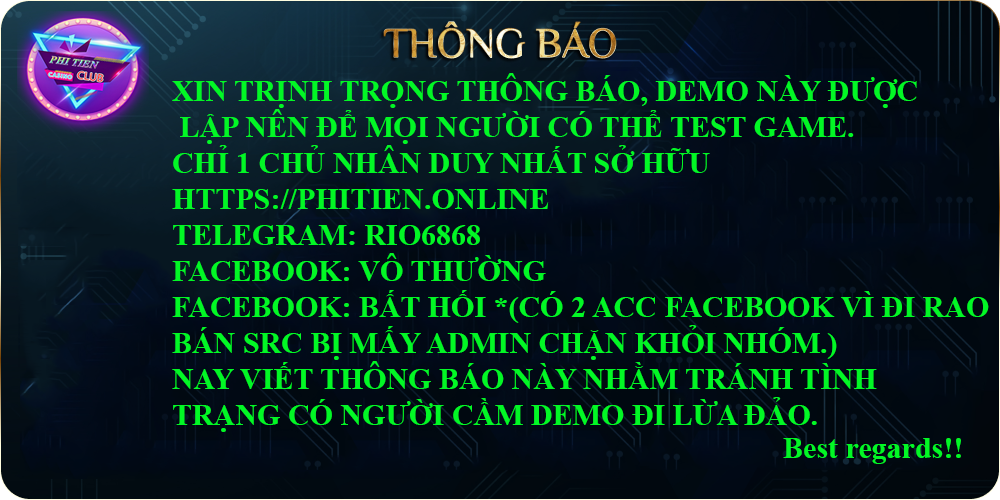 PHI TIEN
CASINO CLUB
THÔNG BÁO
XIN TRỊNH TRỌNG THÔNG BÁO, DEMO NÀY ĐƯỢC
LẬP NÊN ĐỂ MỌI NGƯỜI CÓ THỂ TEST GAME.
CHỈ 1 CHỦ NHÂN DUY NHẤT SỞ HỮU
HTTPS://PHITIEN.ONLINE
TELEGRAM: RIO6868
FACEBOOK: VÔ THƯỜNG
FACEBOOK: BẤT HỐI *(CÓ 2 ACC FACEBOOK VÌ ĐI RAO
BÁN SRC BỊ MẤY ADMIN CHẶN KHỎI NHÓM.)
NAY VIẾT THÔNG BÁO NÀY NHẰM TRÁNH TÌNH
TRẠNG CÓ NGƯỜI CẦM DEMO ĐI LỪA ĐẢO.
Best regards!!